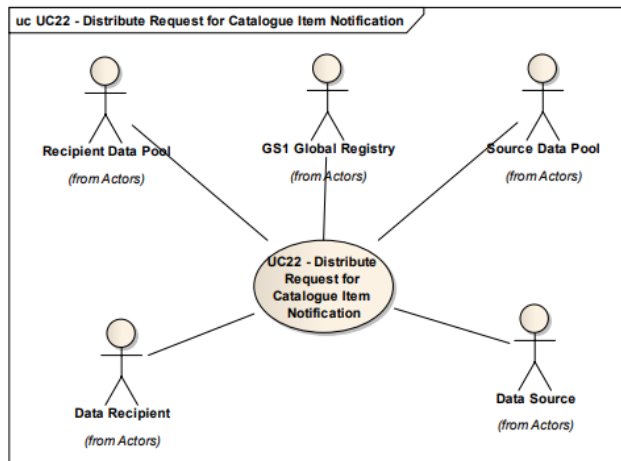 uc UC22 - Distribute Request for Catalogue Item Notification
Recipient Data Pool
(from Actors)
GS1 Global Registry
(from Actors)
Source Data Pool
(from Actors)
UC22 - Distribute
Request for
Catalogue Item
Notification
Data Recipient
(from Actors)
Data Source
(from Actors)